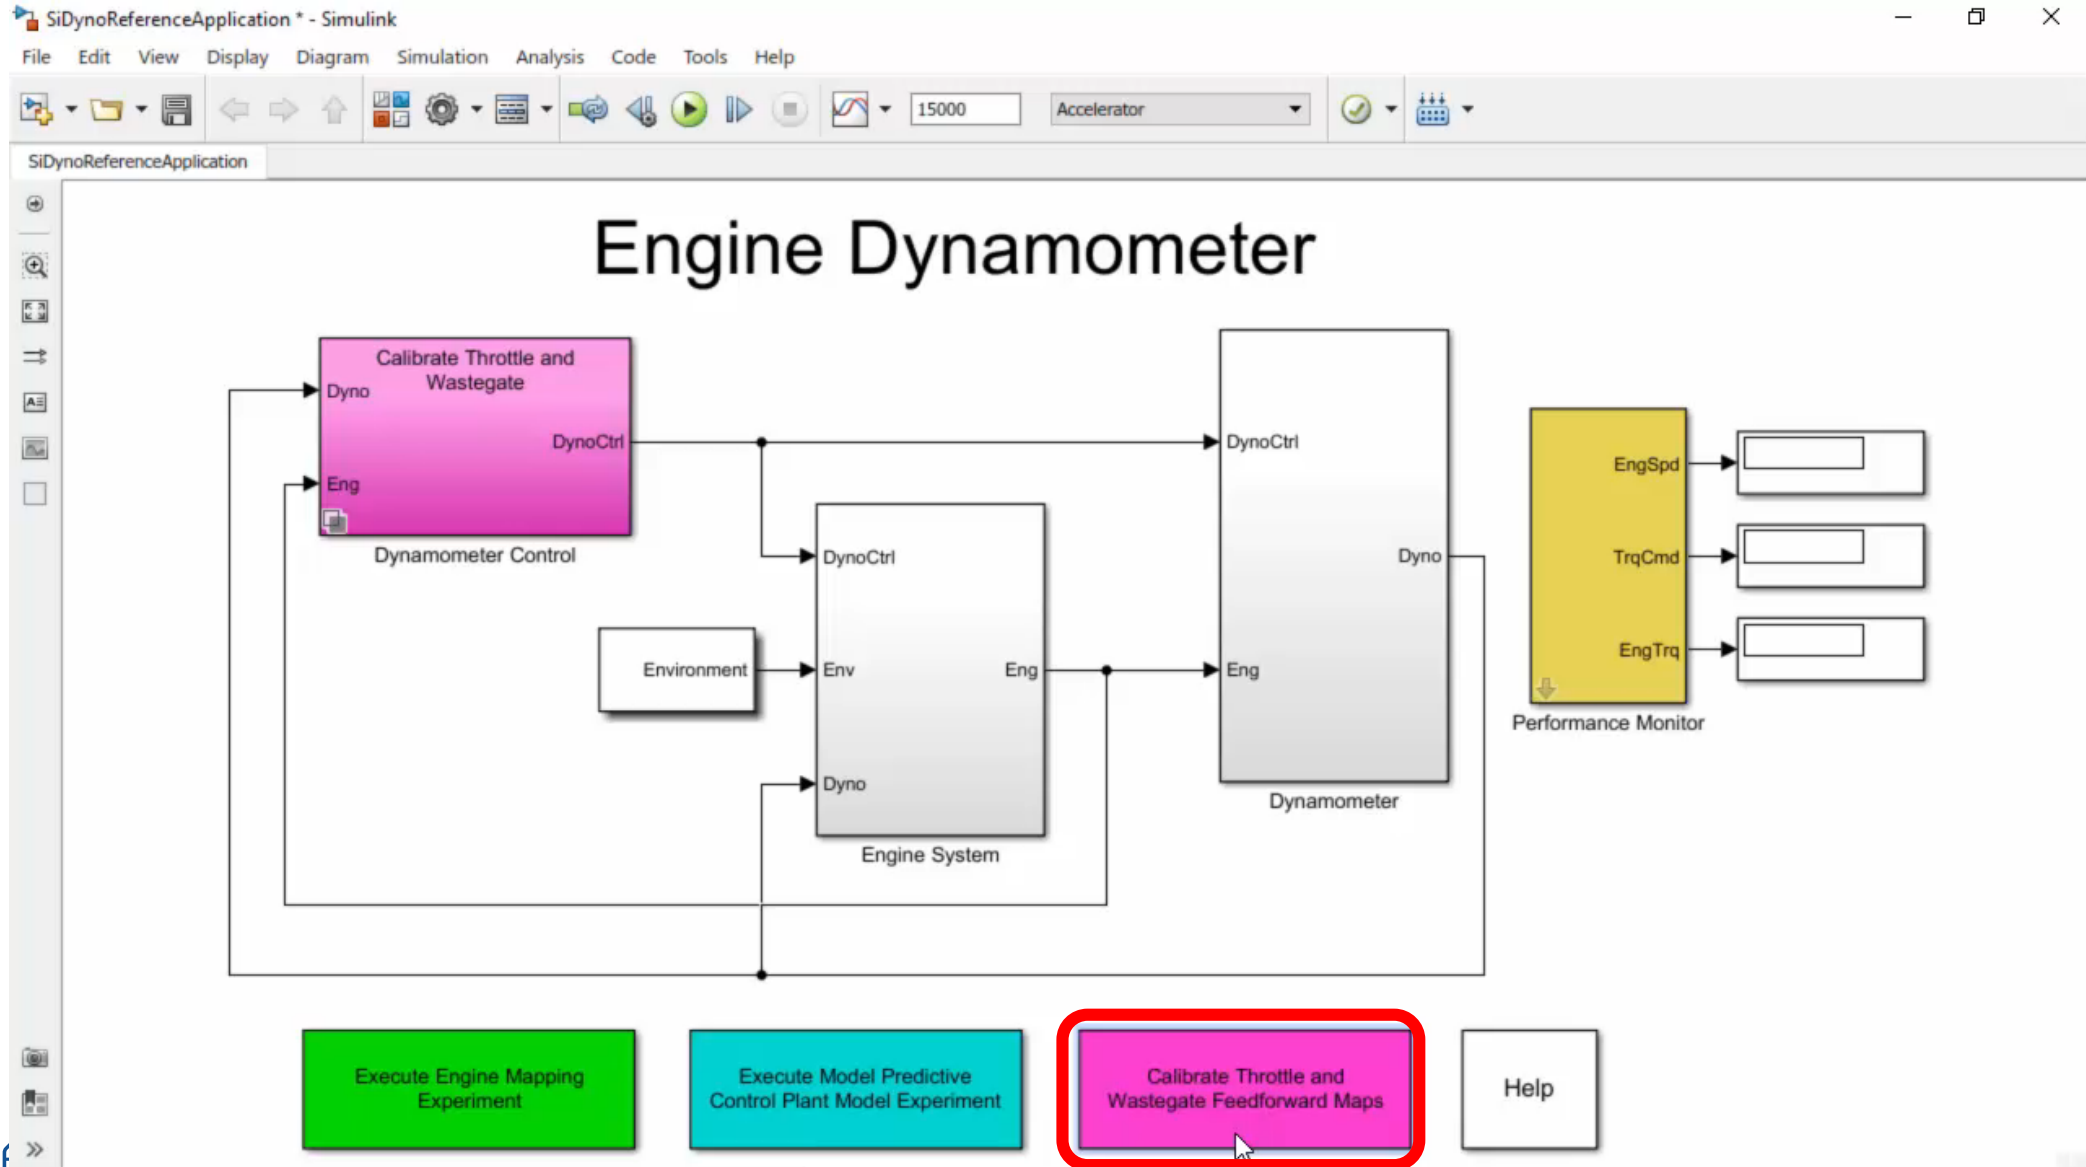 SiDynoReferenceApplication * - Simulink
File Edit View Display Diagram Simulation Analysis Code Tools Help
15000 Accelerator
SiDynoReferenceApplication
Engine Dynamometer
Calibrate Throttle and
Wastegate
Dyno
DynoCtrl
Eng
Dynamometer Control
DynoCtrl
Environment
Env
Eng
Dyno
Engine System
DynoCtrl
Dyno
Eng
Dynamometer
EngSpd
TrqCmd
EngTrq
Performance Monitor
Execute Engine Mapping
Experiment
Execute Model Predictive
Control Plant Model Experiment
Calibrate Throttle and
Wastegate Feedforward Maps
Help